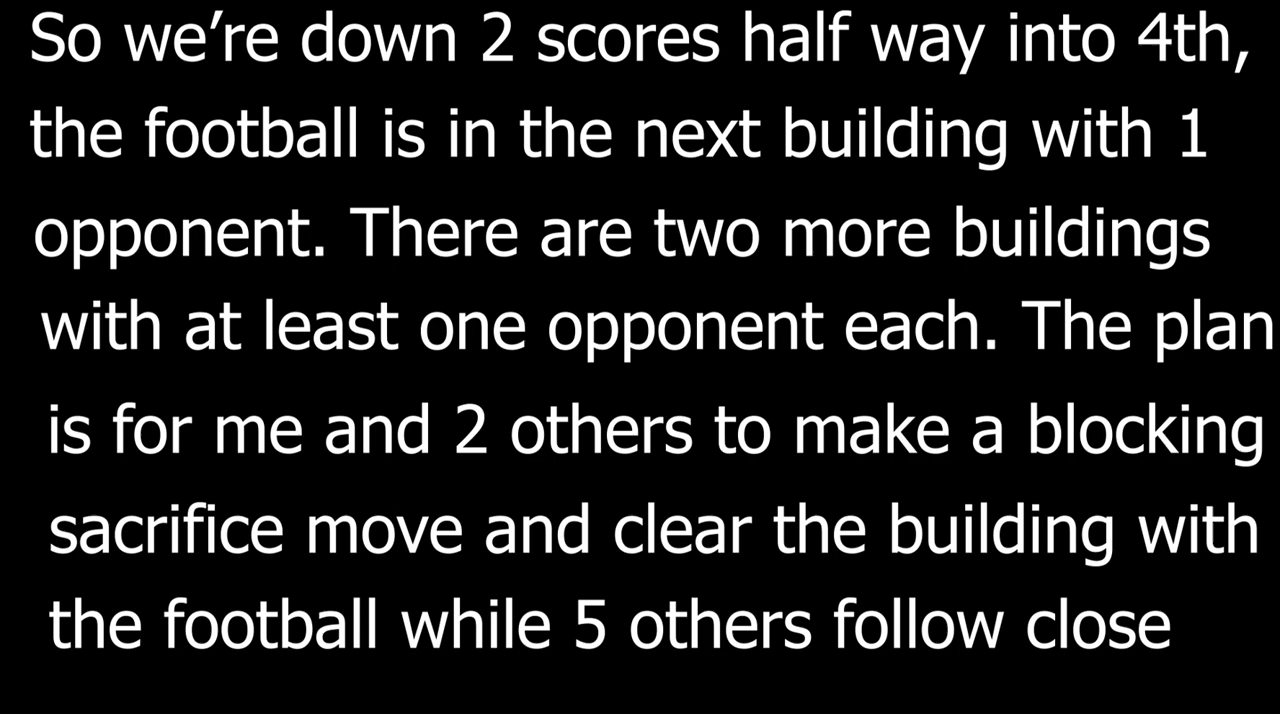 So we’re down 2 scores half way into 4th,
the football is in the next building with 1
opponent. There are two more buildings
with at least one opponent each. The plan
is for me and 2 others to make a blocking
sacrifice move and clear the building with
the football while 5 others follow close